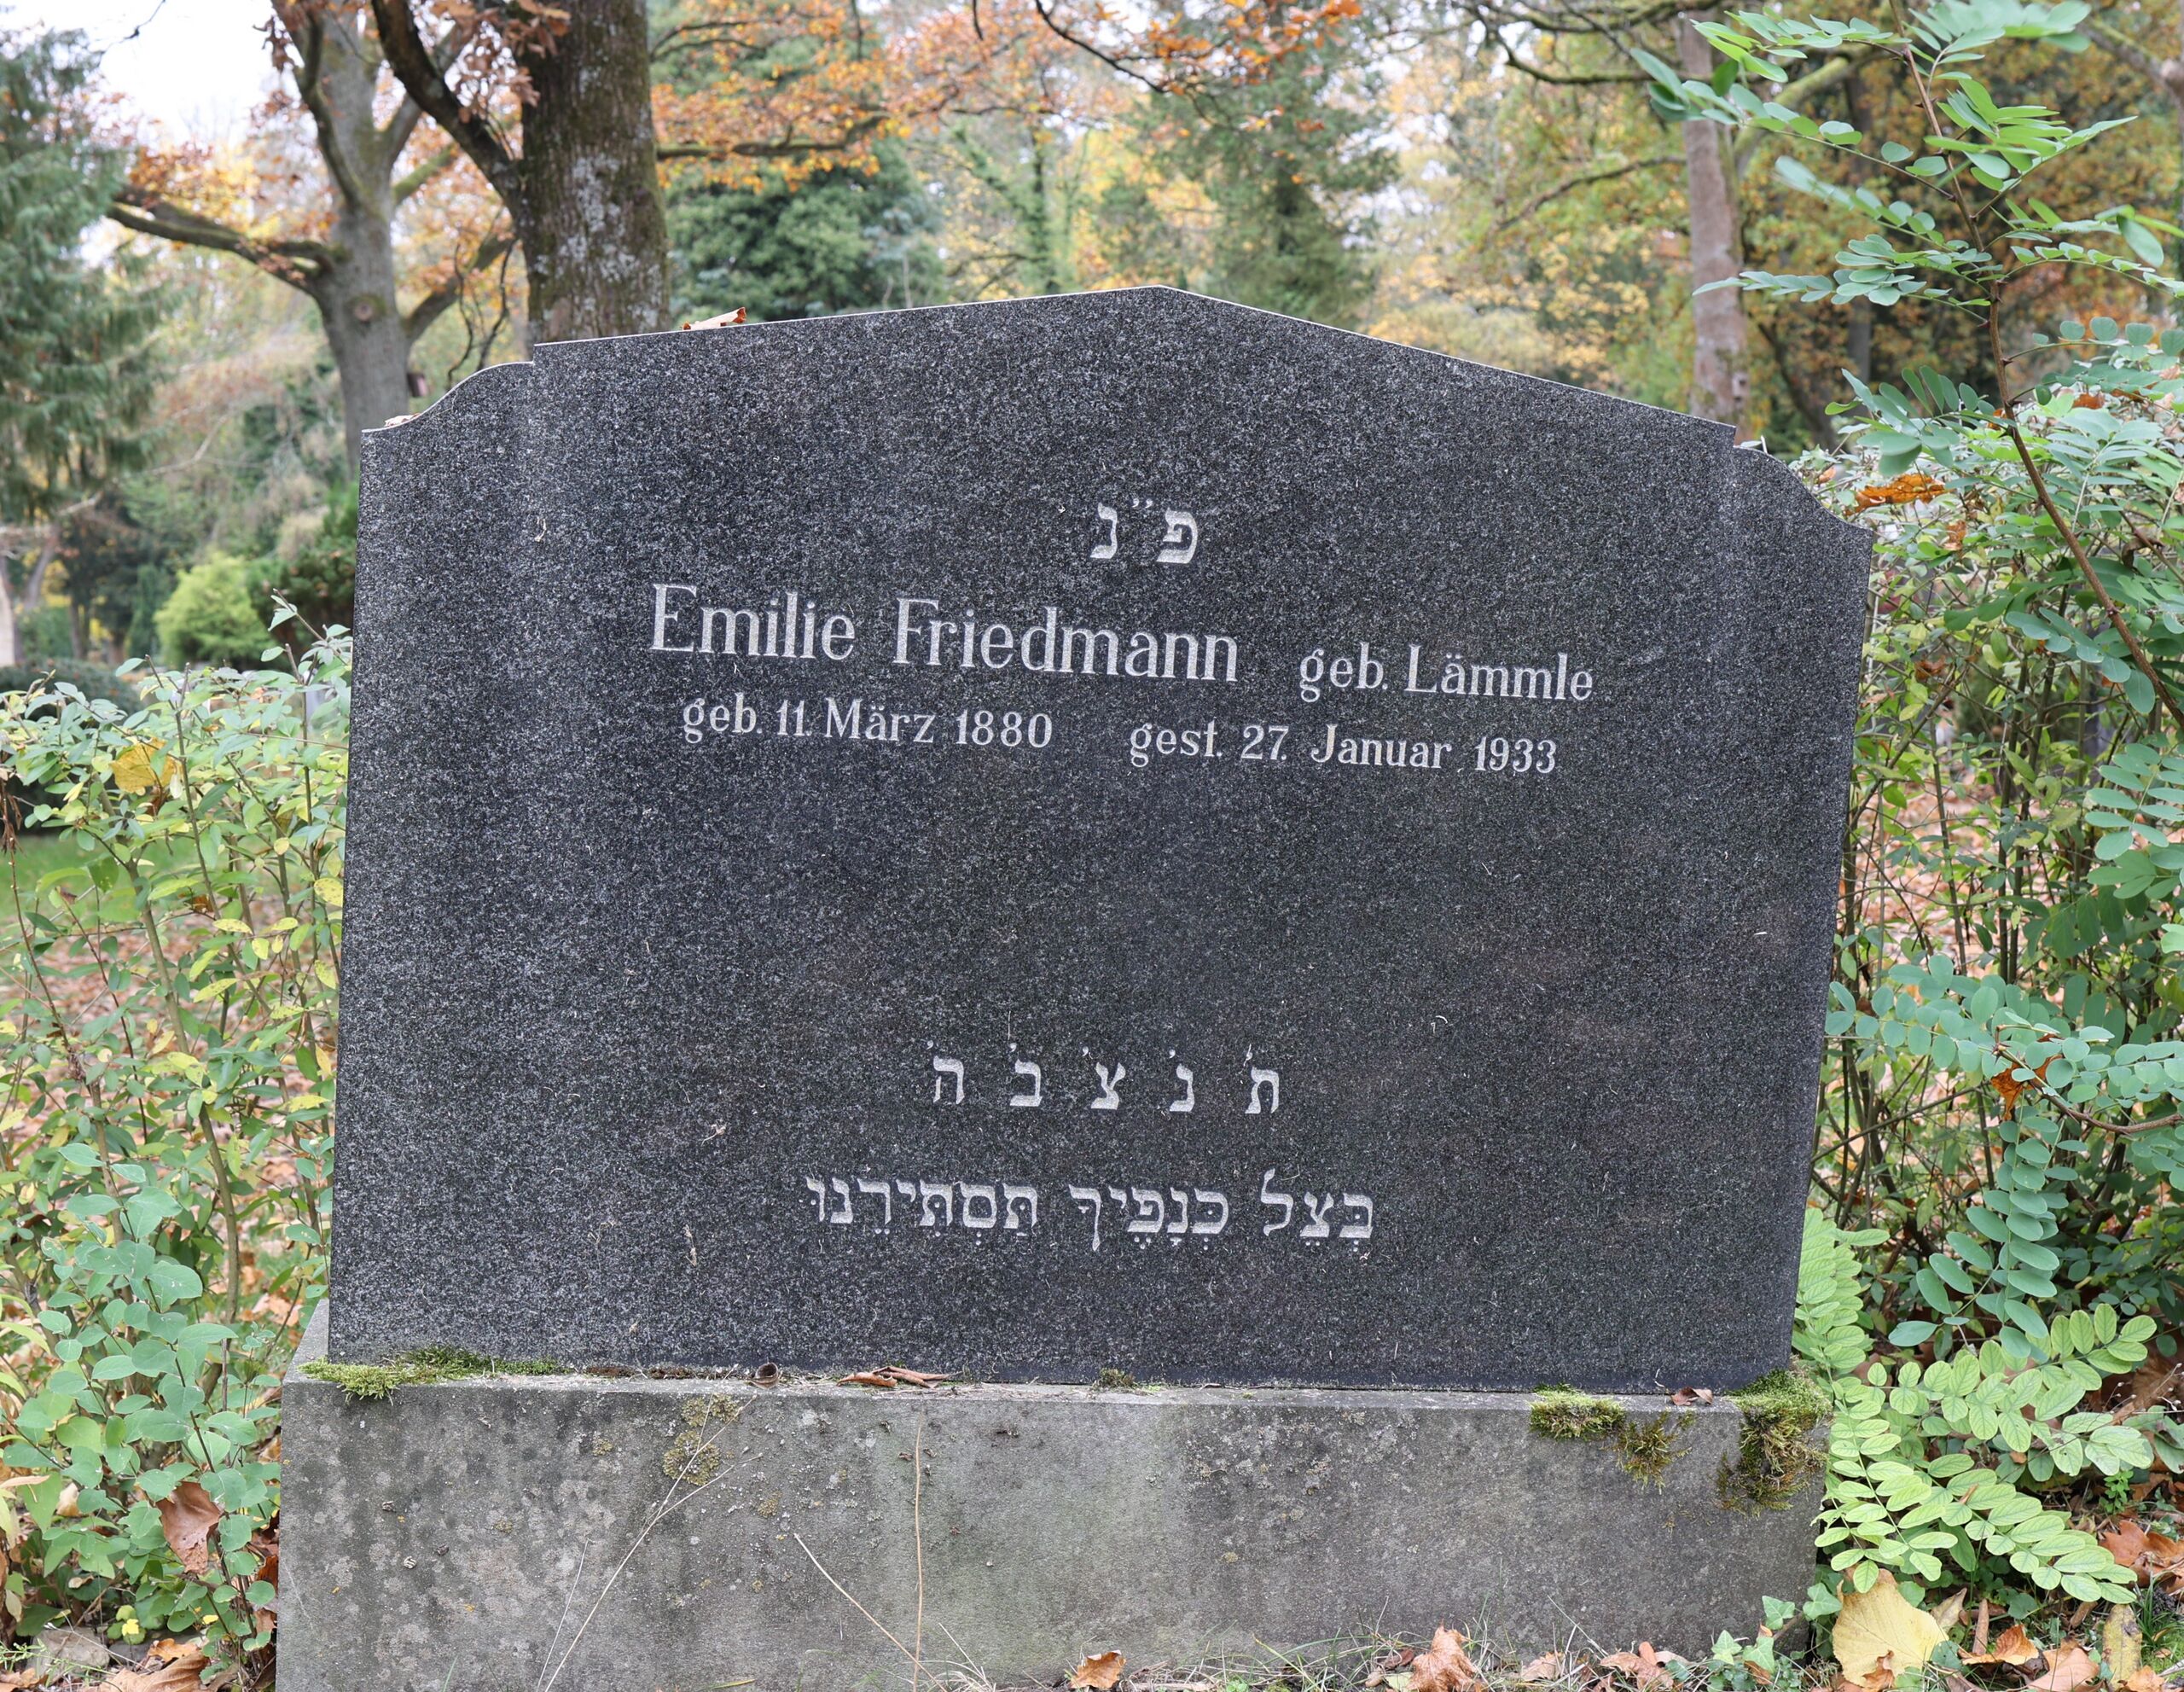 פ״נ
Emilie Friedmann geb. Lämmle
geb. 11. März 1880 gest. 27. Januar 1933
ת׳ נ׳ צ׳ ב׳ ה׳
בְּצֵל כְּנָפֶיךָ תַּסְתִּירֵנוּ